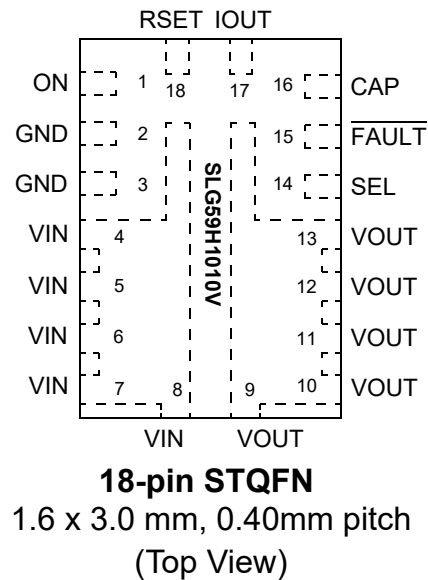 RSET IOUT
ON 1 18 17 16 CAP
GND 2 15 FAULT
GND 3 14 SEL
SLG59H1010V
VIN 4 13 VOUT
VIN 5 12 VOUT
VIN 6 11 VOUT
VIN 7 8 9 10 VOUT
VIN VOUT
18-pin STQFN
1.6 x 3.0 mm, 0.40mm pitch
(Top View)